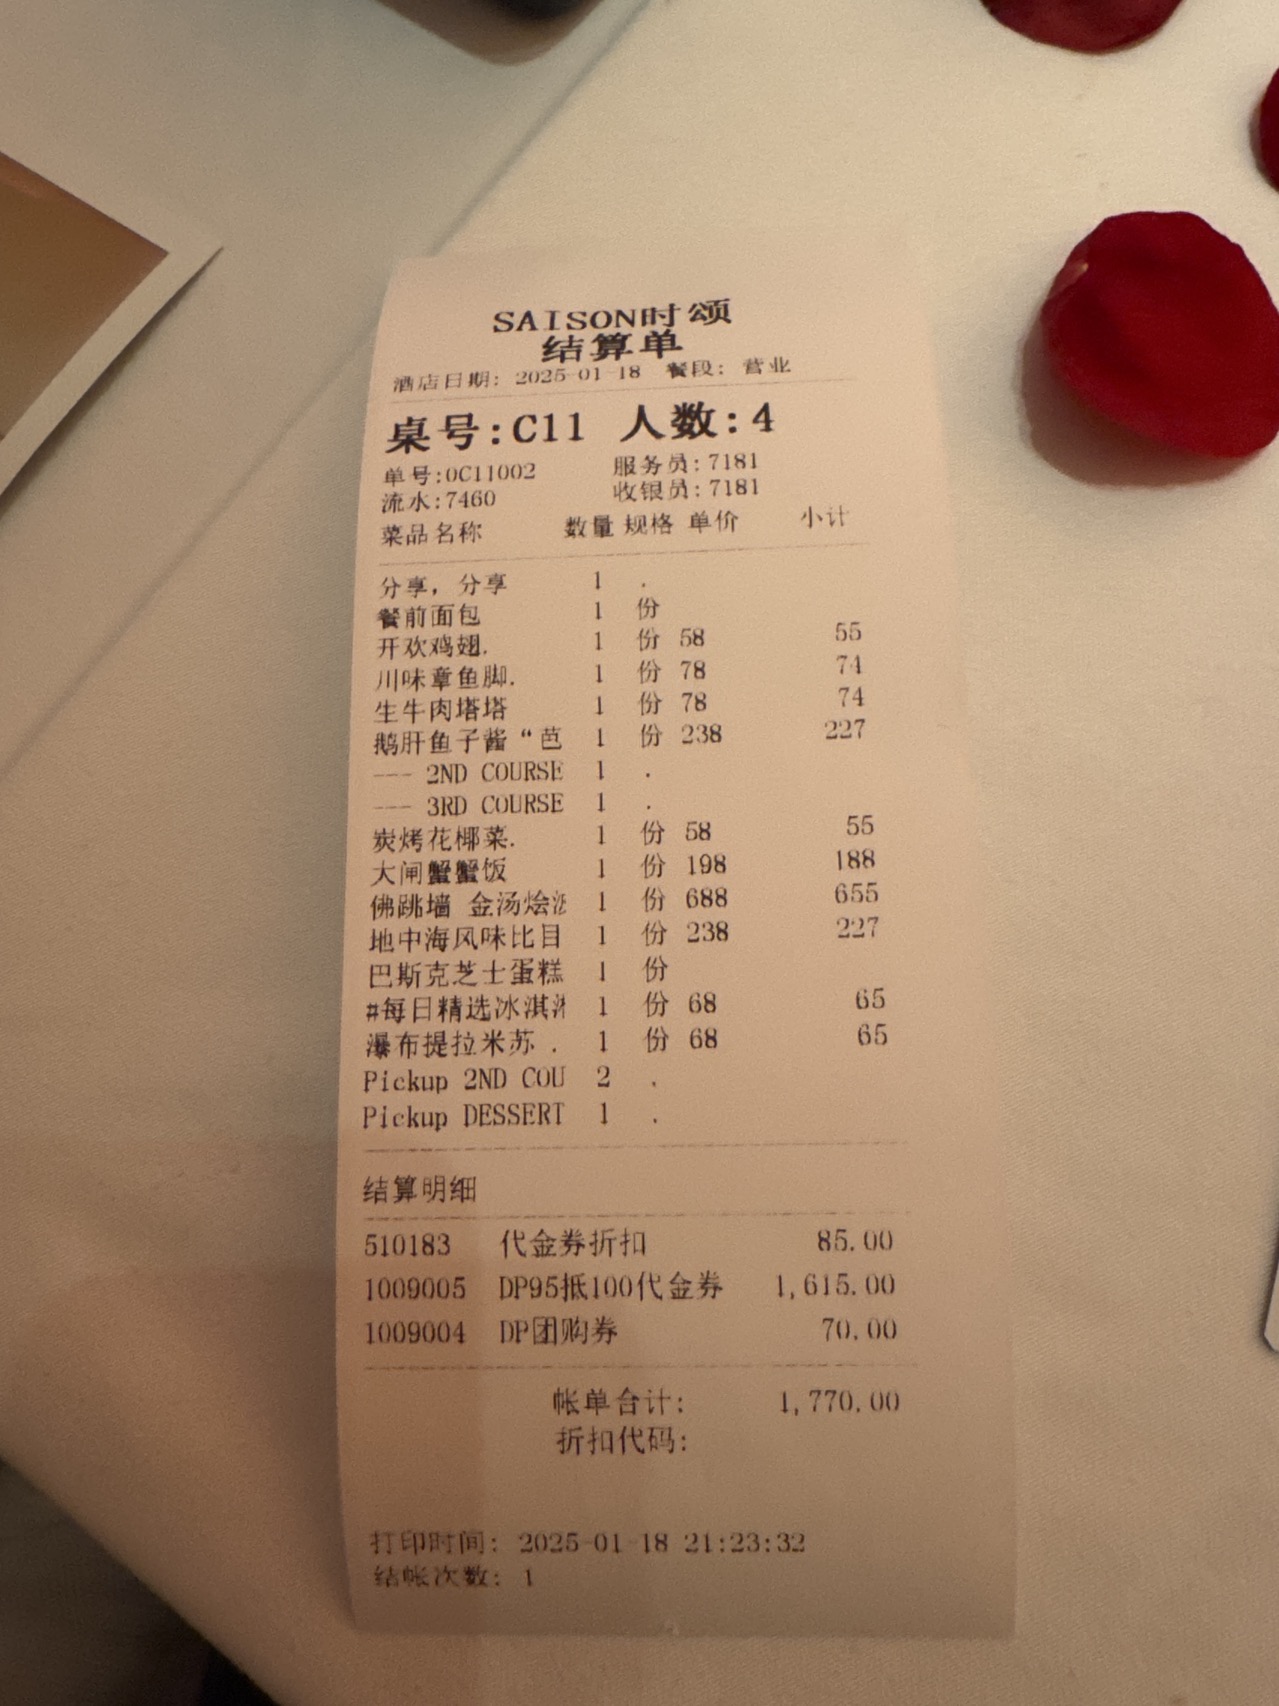 SAISON时颂
结算单
酒店日期: 2025-01-18 餐段: 营业
桌号:C11 人数:4
单号:0C11002 服务员:7181
流水:7460 收银员:7181
菜品名称 数量 规格 单价 小计
分享，分享 1 .
餐前面包 1 份
开欢鸡翅. 1 份 58 55
川味章鱼脚. 1 份 78 74
生牛肉塔塔 1 份 78 74
鹅肝鱼子酱“芭 1 份 238 227
--- 2ND COURSE 1 .
--- 3RD COURSE 1 .
炭烤花椰菜. 1 份 58 55
大闸蟹蟹饭 1 份 198 188
佛跳墙 金汤烩 1 份 688 655
地中海风味比目 1 份 238 227
巴斯克芝士蛋糕 1 份
#每日精选冰淇淋 1 份 68 65
瀑布提拉米苏 . 1 份 68 65
Pickup 2ND COU 2 .
Pickup DESSERT 1 .
结算明细
510183 代金券折扣 85.00
1009005 DP95抵100代金券 1,615.00
1009004 DP团购券 70.00
帐单合计: 1,770.00
折扣代码:
打印时间: 2025-01-18 21:23:32
结帐次数: 1